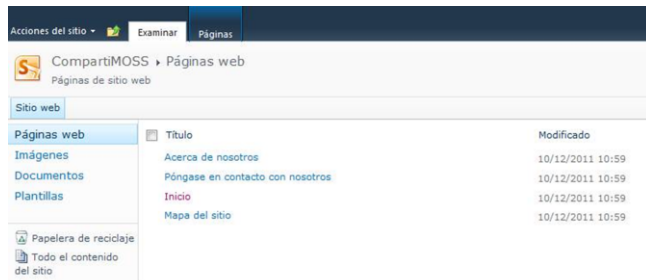 Acciones del sitio Examinar Páginas
CompartiMOSS ▸ Páginas web
Páginas de sitio web
Sitio web
Páginas web
Imágenes
Documentos
Plantillas
Papelera de reciclaje
Todo el contenido
del sitio
Título Modificado
Acerca de nosotros 10/12/2011 10:59
Póngase en contacto con nosotros 10/12/2011 10:59
Inicio 10/12/2011 10:59
Mapa del sitio 10/12/2011 10:59